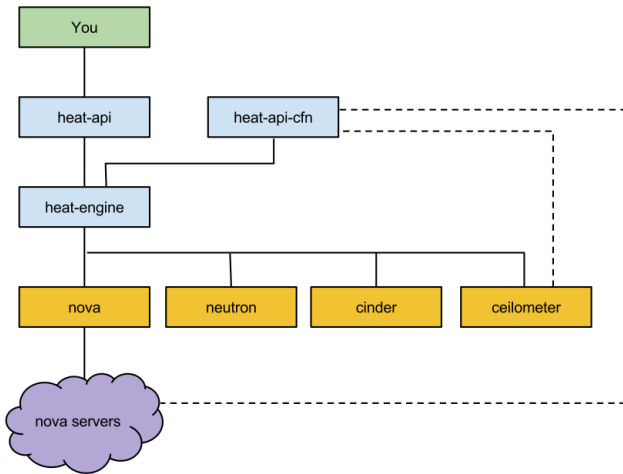 You
heat-api
heat-api-cfn
heat-engine
nova
neutron
cinder
ceilometer
nova servers